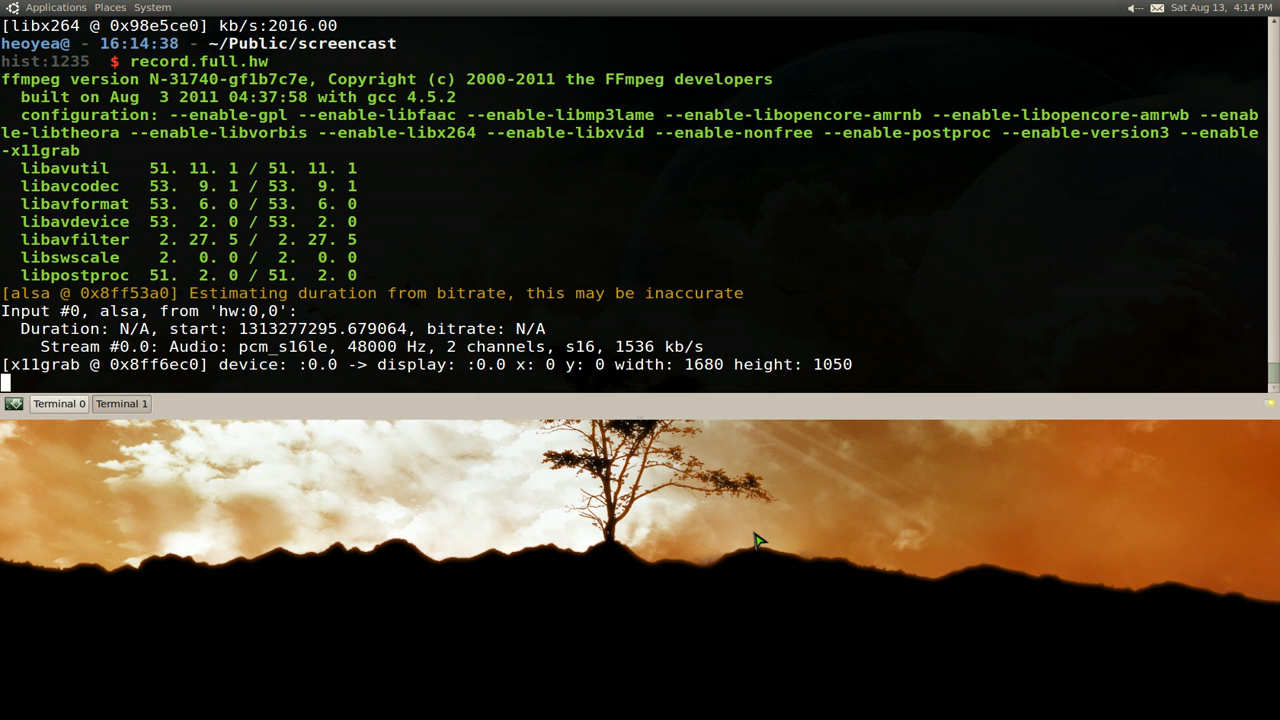 Applications Places System Sat Aug 13, 4:14 PM
[libx264 @ 0x98e5ce0] kb/s:2016.00
heoyea@ - 16:14:38 - ~/Public/screencast
hist:1235 $ record.full.hw
ffmpeg version N-31740-gf1b7c7e, Copyright (c) 2000-2011 the FFmpeg developers
built on Aug 3 2011 04:37:58 with gcc 4.5.2
configuration: --enable-gpl --enable-libfaac --enable-libmp3lame --enable-libopencore-amrnb --enable-libopencore-amrwb --enab
le-libtheora --enable-libvorbis --enable-libx264 --enable-libxvid --enable-nonfree --enable-postproc --enable-version3 --enable
-x11grab
libavutil 51. 11. 1 / 51. 11. 1
libavcodec 53. 9. 1 / 53. 9. 1
libavformat 53. 6. 0 / 53. 6. 0
libavdevice 53. 2. 0 / 53. 2. 0
libavfilter 2. 27. 5 / 2. 27. 5
libswscale 2. 0. 0 / 2. 0. 0
libpostproc 51. 2. 0 / 51. 2. 0
[alsa @ 0x8ff53a0] Estimating duration from bitrate, this may be inaccurate
Input #0, alsa, from 'hw:0,0':
Duration: N/A, start: 1313277295.679064, bitrate: N/A
Stream #0.0: Audio: pcm_s16le, 48000 Hz, 2 channels, s16, 1536 kb/s
[x11grab @ 0x8ff6ec0] device: :0.0 -> display: :0.0 x: 0 y: 0 width: 1680 height: 1050
Terminal 0 Terminal 1